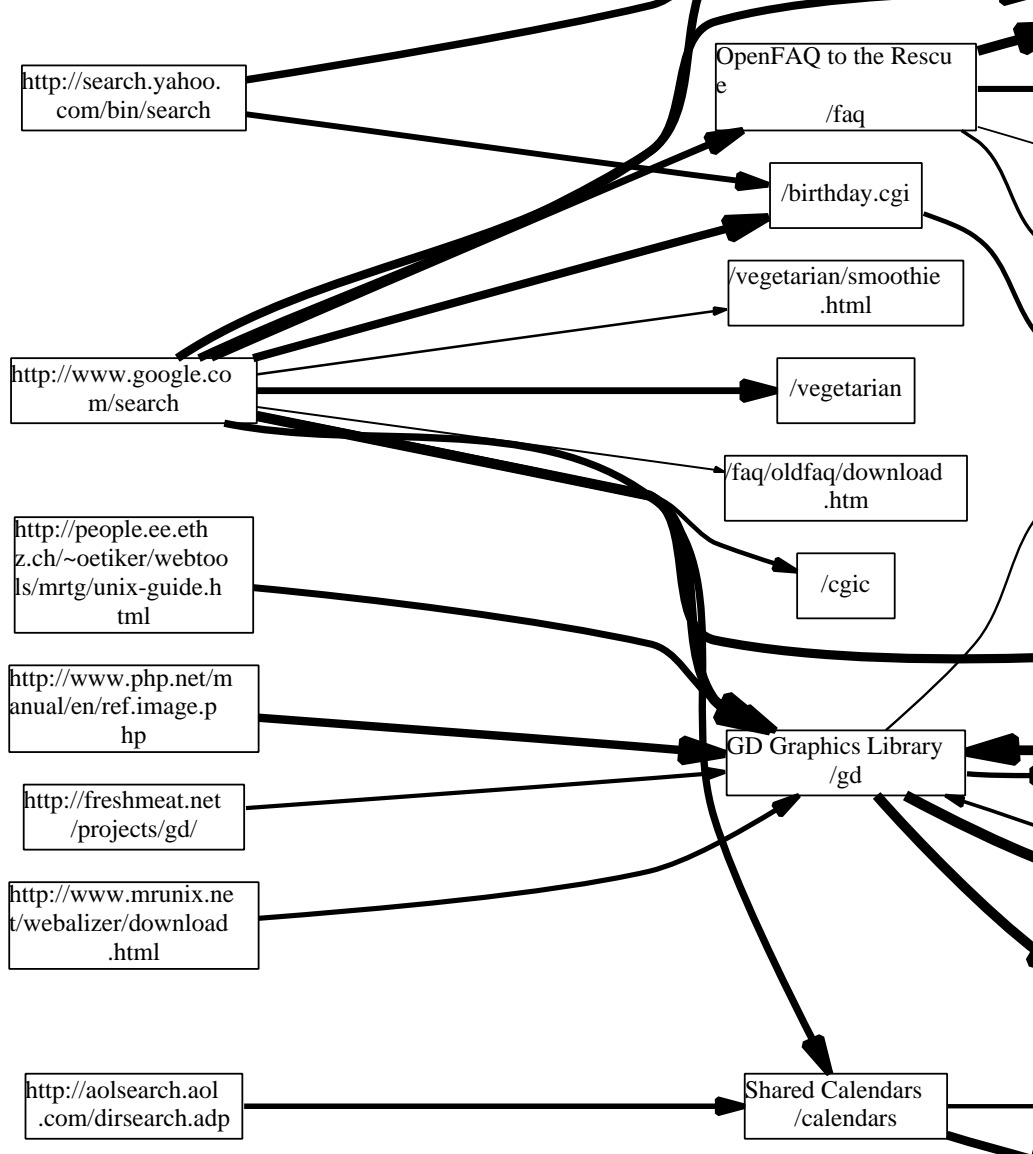 OpenFAQ to the Rescu
e
/faq
http://search.yahoo.
com/bin/search
/birthday.cgi
/vegetarian/smoothie
.html
http://www.google.co
m/search
/vegetarian
/faq/oldfaq/download
.htm
http://people.ee.eth
z.ch/~oetiker/webtoo
ls/mrtg/unix-guide.h
tml
/cgic
http://www.php.net/m
anual/en/ref.image.p
hp
GD Graphics Library
/gd
http://freshmeat.net
/projects/gd/
http://www.mrunix.ne
t/webalizer/download
.html
http://aolsearch.aol
.com/dirsearch.adp
Shared Calendars
/calendars